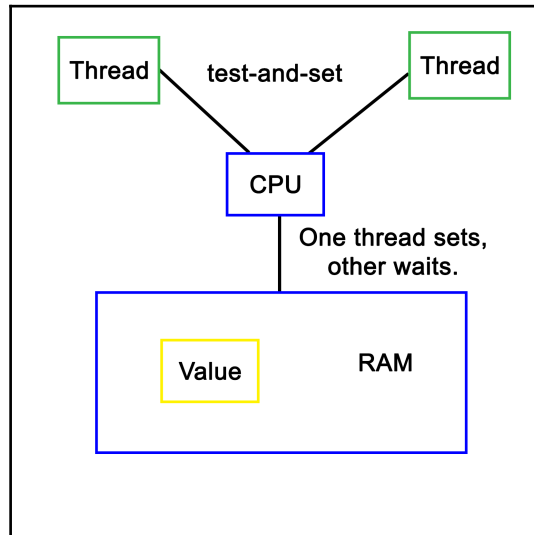 Thread
test-and-set
Thread
CPU
One thread sets,
other waits.
Value
RAM